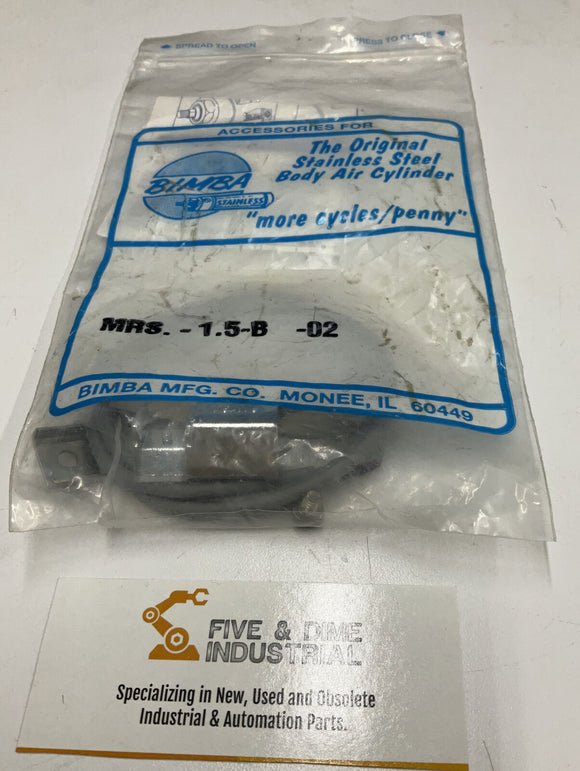 SPREAD TO OPEN
PRESS TO CLOSE
ACCESSORIES FOR
The Original
Stainless Steel
Body Air Cylinder
BIMBA
STAINLESS
"more cycles/penny"
MRS. - 1.5-B -02
BIMBA MFG. CO. MONEE, IL 60449
FIVE & DIME
INDUSTRIAL
Specializing in New, Used and Obsolete
Industrial & Automation Parts.